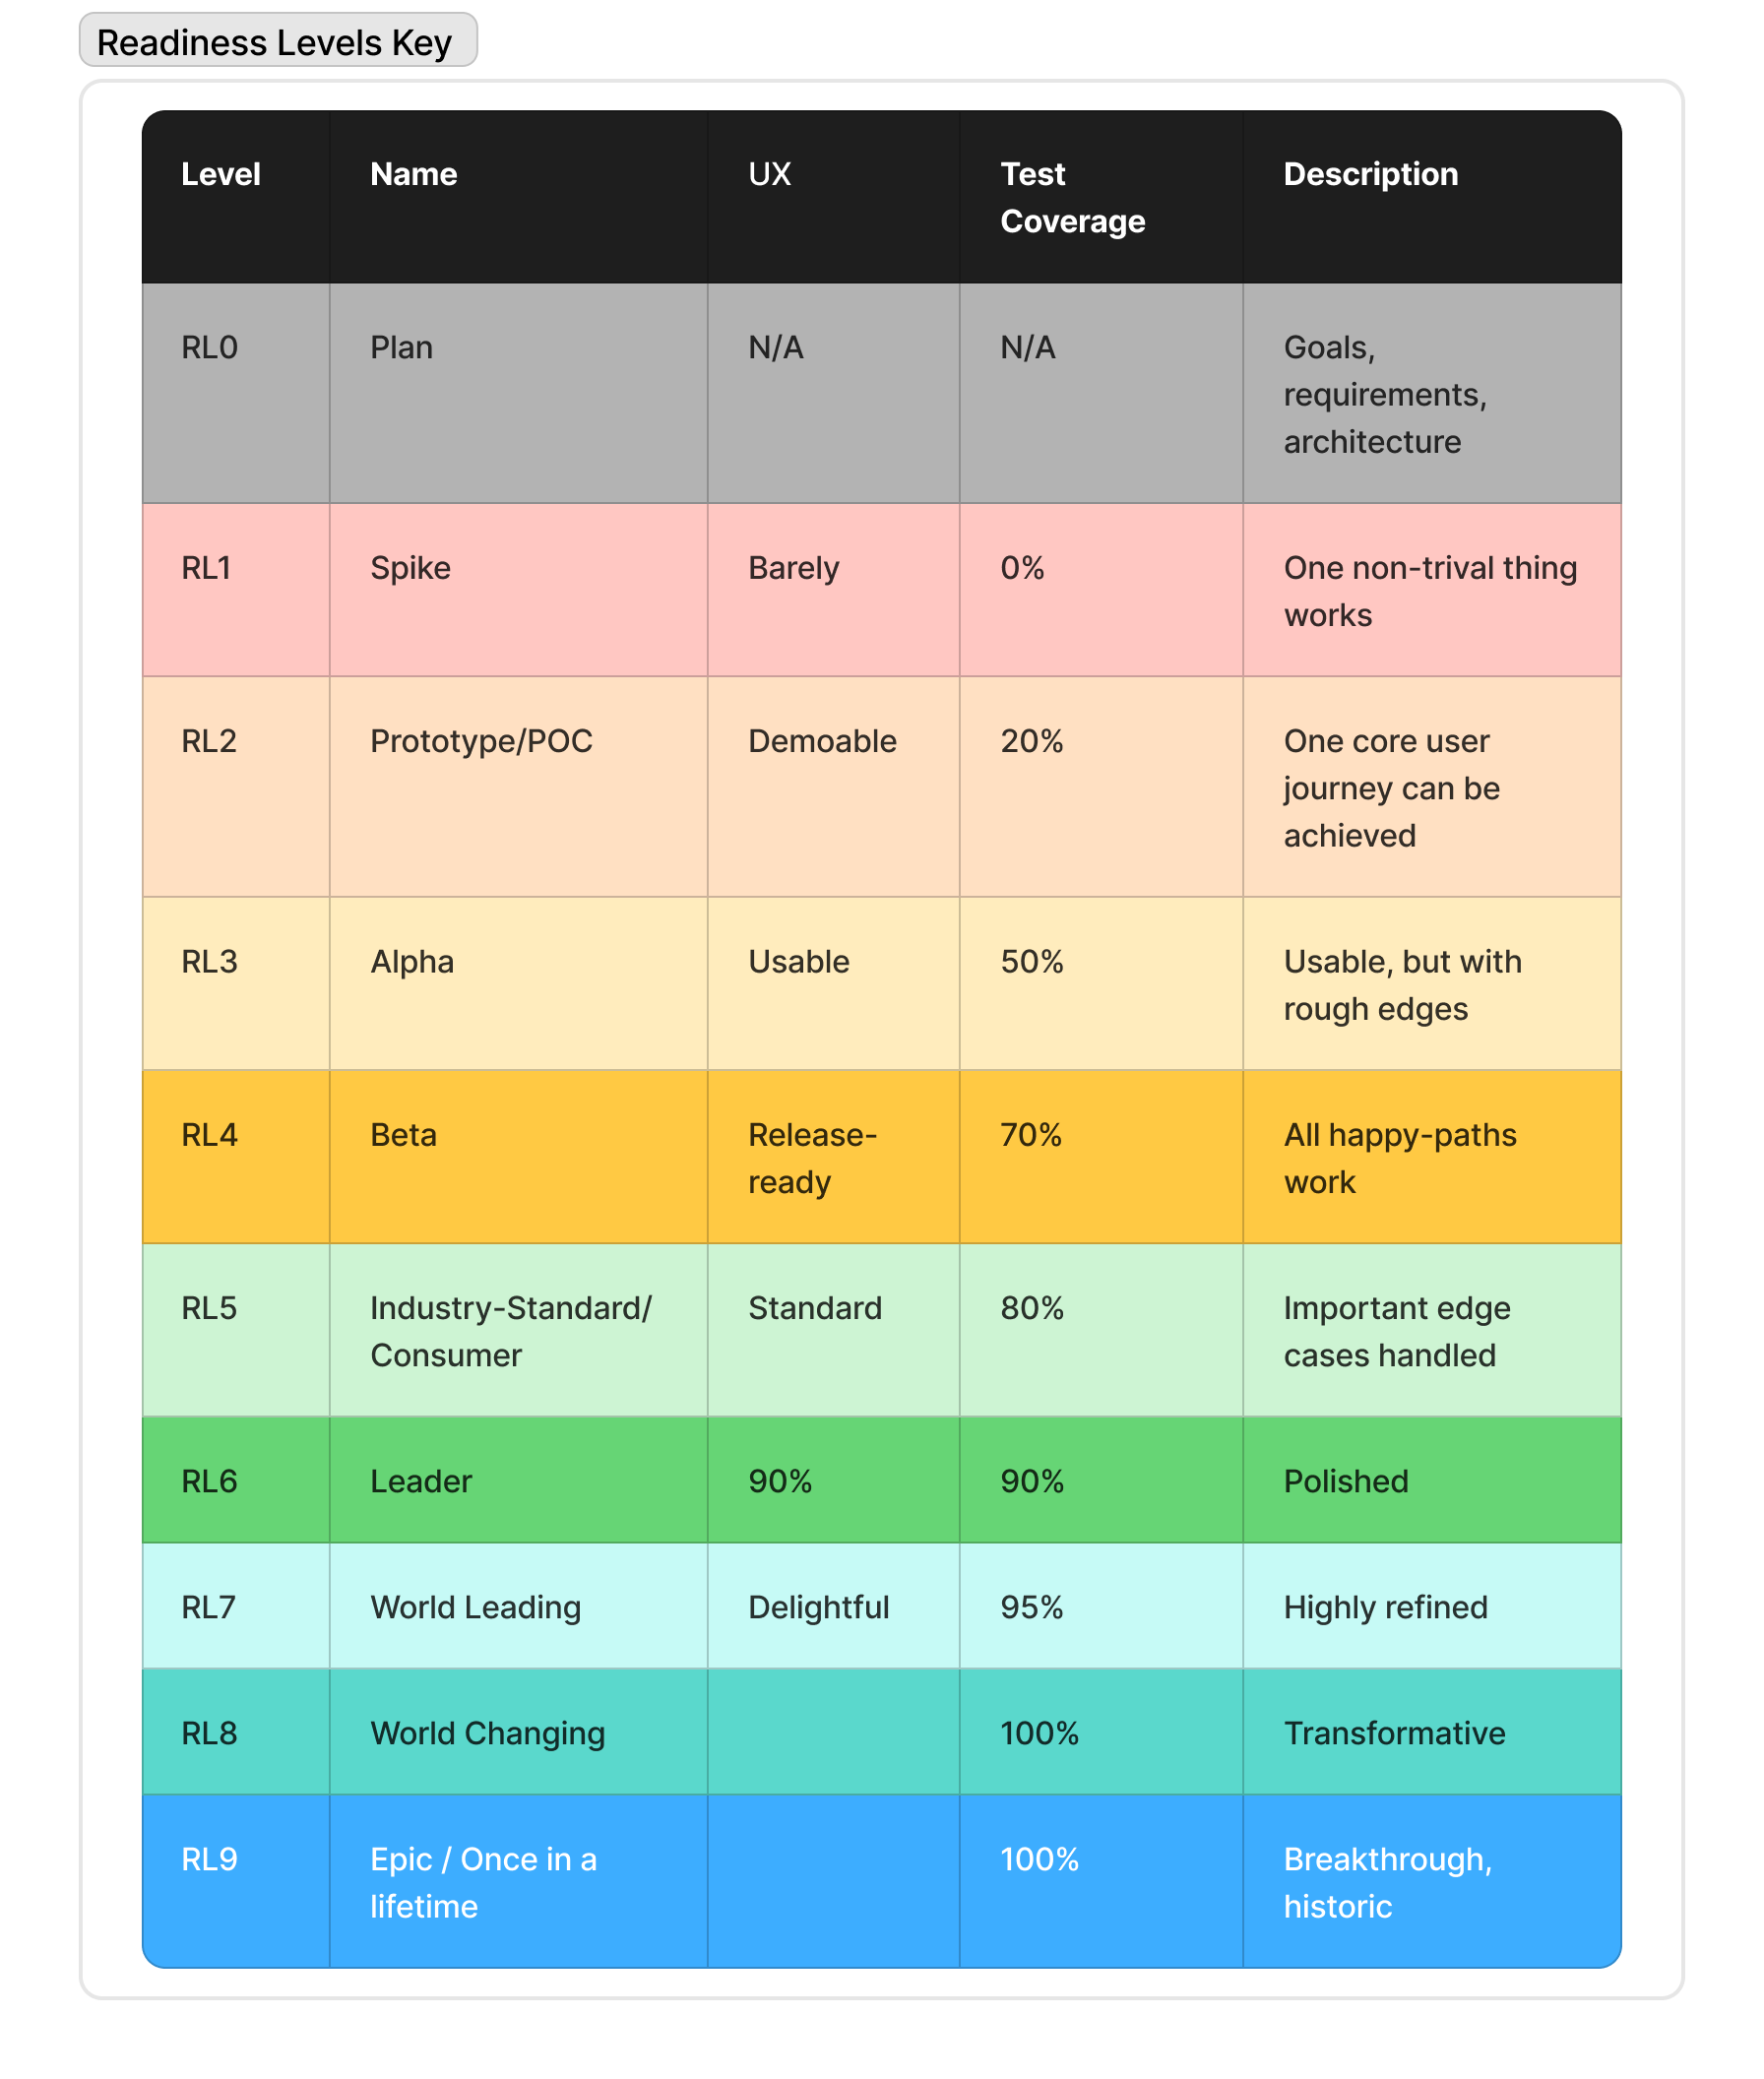 Readiness Levels Key
Level Name UX Test Coverage Description
RL0 Plan N/A N/A Goals, requirements, architecture
RL1 Spike Barely 0% One non-trival thing works
RL2 Prototype/POC Demoable 20% One core user journey can be achieved
RL3 Alpha Usable 50% Usable, but with rough edges
RL4 Beta Release-ready 70% All happy-paths work
RL5 Industry-Standard/Consumer Standard 80% Important edge cases handled
RL6 Leader 90% 90% Polished
RL7 World Leading Delightful 95% Highly refined
RL8 World Changing 100% Transformative
RL9 Epic / Once in a lifetime 100% Breakthrough, historic